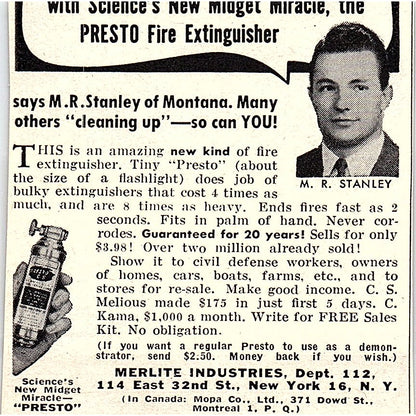 with Science's New Midget Miracle, the
PRESTO Fire Extinguisher
says M.R.Stanley of Montana. Many
others "cleaning up"—so can YOU!
M. R. STANLEY
THIS is an amazing new kind of fire
extinguisher. Tiny "Presto" (about
the size of a flashlight) does job of
bulky extinguishers that cost 4 times as
much, and are 8 times as heavy. Ends fires fast as 2
seconds. Fits in palm of hand. Never cor-
rodes. Guaranteed for 20 years! Sells for only
$3.98! Over two million already sold!
Show it to civil defense workers, owners
of homes, cars, boats, farms, etc., and to
stores for re-sale. Make good income. C. S.
Melious made $175 in just first 5 days. C.
Kama, $1,000 a month. Write for FREE Sales
Kit. No obligation.
(If you want a regular Presto to use as a demon-
strator, send $2.50. Money back if you wish.)
MERLITE INDUSTRIES, Dept. 112,
114 East 32nd St., New York 16, N. Y.
(In Canada: Mopa Co., Ltd., 371 Dowd St.,
Montreal 1, P. Q.)
Science's
New Midget
Miracle—
"PRESTO"